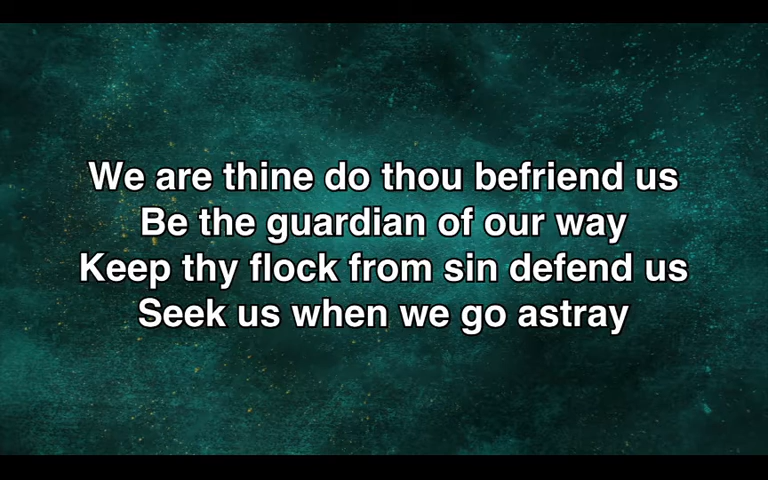 We are thine do thou befriend us
Be the guardian of our way
Keep thy flock from sin defend us
Seek us when we go astray